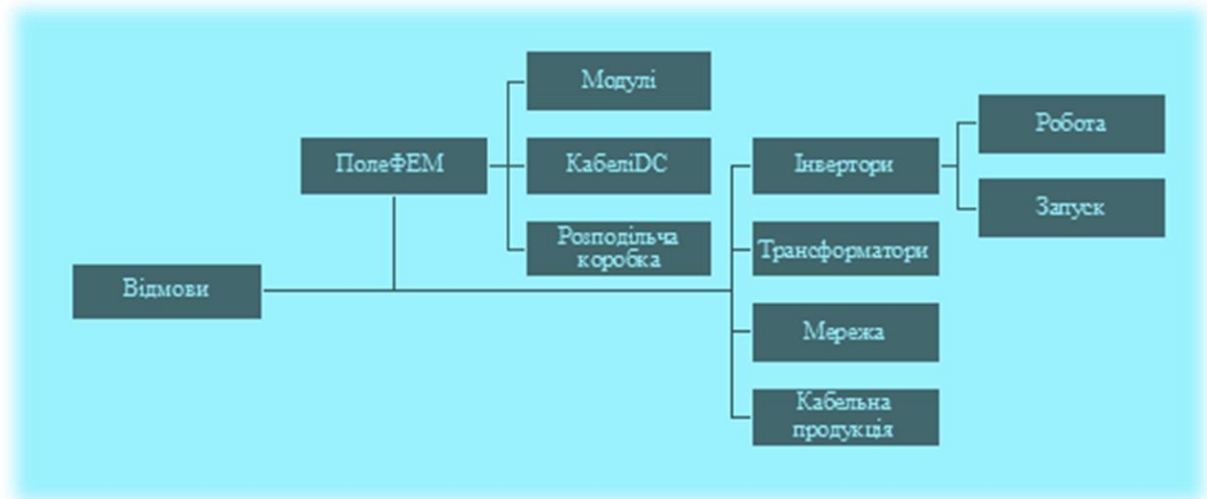 Відмови
ПолеФЕМ
Модулі
КабеліDC
Розподільча
коробка
Інвертори
Трансформатори
Мережа
Кабельна
продукція
Робота
Запуск